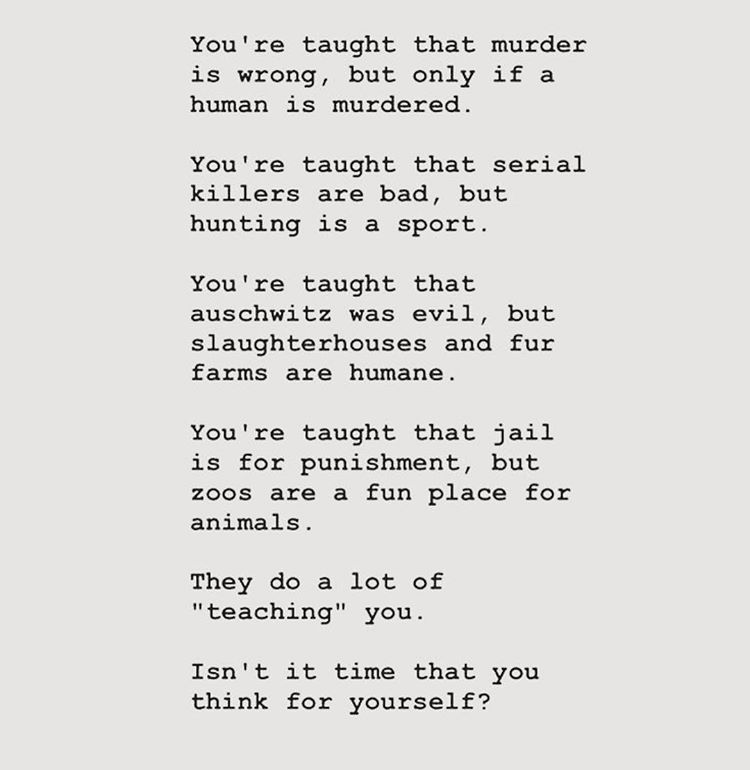 You're taught that murder
is wrong, but only if a
human is murdered.
You're taught that serial
killers are bad, but
hunting is a sport.
You're taught that
auschwitz was evil, but
slaughterhouses and fur
farms are humane.
You're taught that jail
is for punishment, but
zoos are a fun place for
animals.
They do a lot of
"teaching" you.
Isn't it time that you
think for yourself?